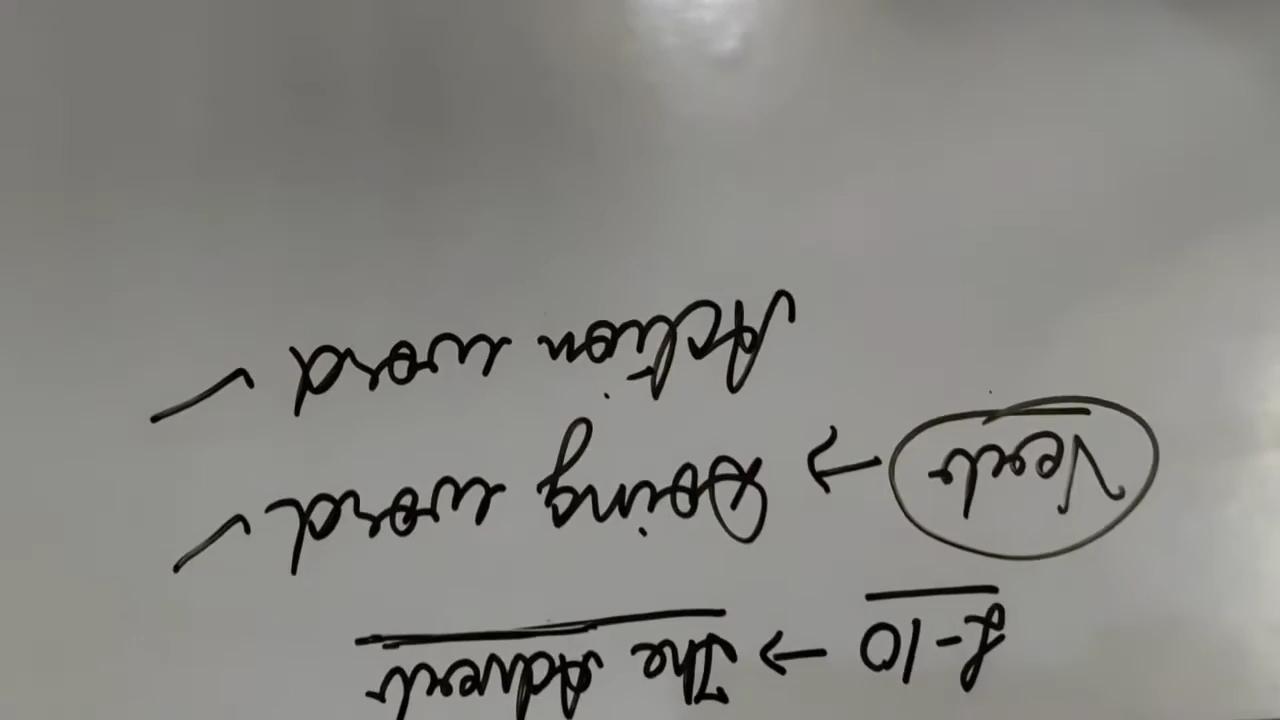 L-10 → The Adverb
Verb → Doing word ✓
Action word ✓